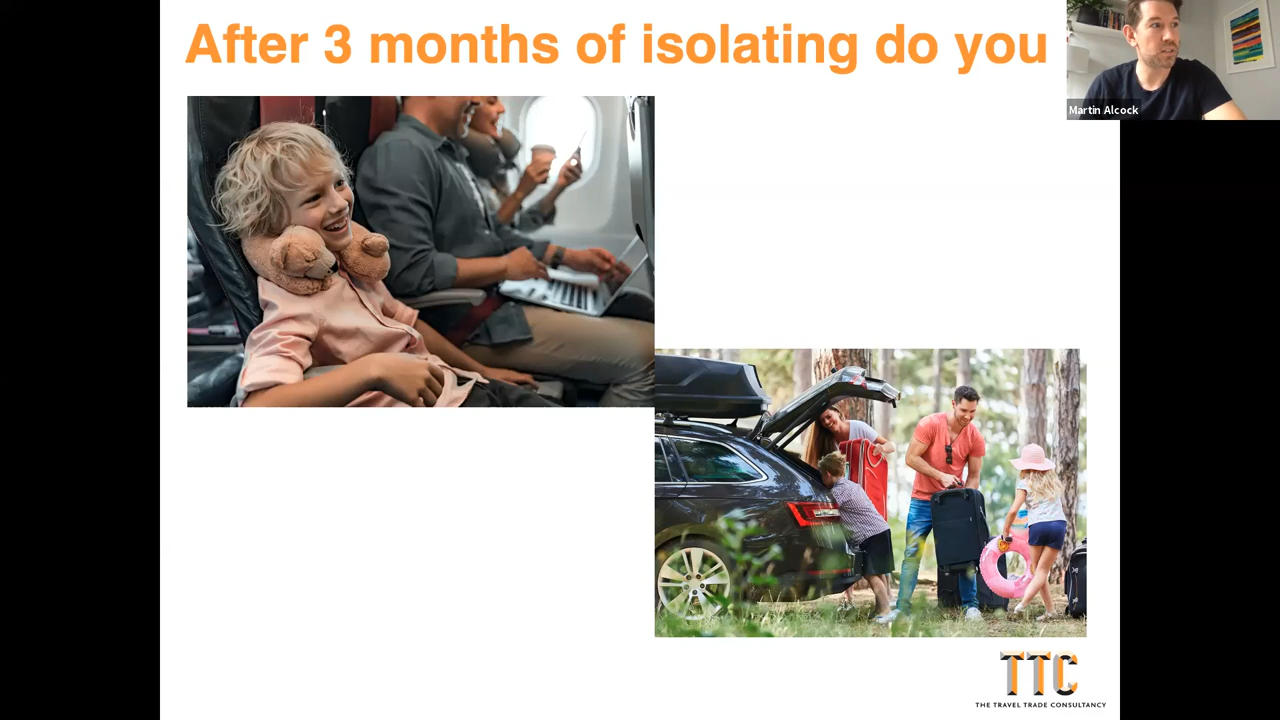 After 3 months of isolating do you
Martin Alcock
TTC
THE TRAVEL TRADE CONSULTANCY